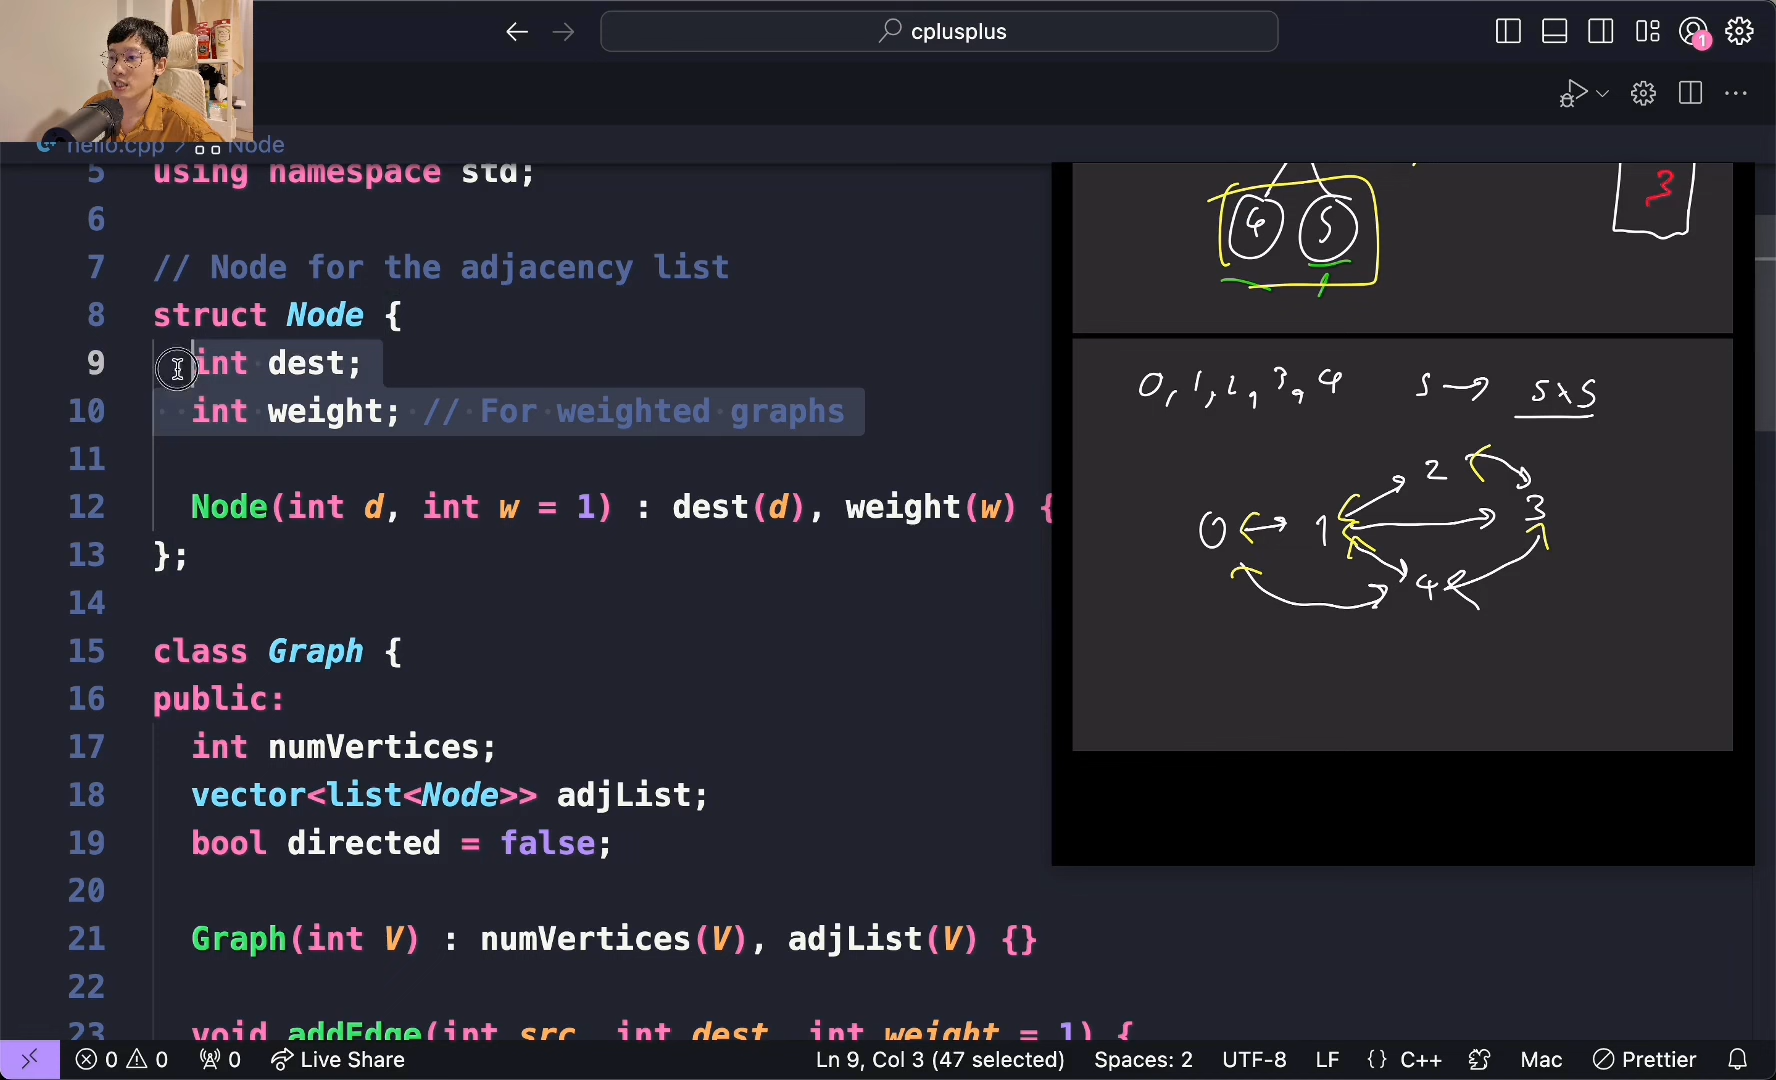 cplusplus
1
hello.cpp > Node
5 using namespace std;
6
7 // Node for the adjacency list
8 struct Node {
9 int dest;
10 int weight; // For weighted graphs
11
12 Node(int d, int w = 1) : dest(d), weight(w) {
13 };
14
15 class Graph {
16 public:
17 int numVertices;
18 vector<list<Node>> adjList;
19 bool directed = false;
20
21 Graph(int V) : numVertices(V), adjList(V) {}
22
23 void addEdge(int src, int dest, int weight = 1) {
4 5
3
0, 1, 2, 3, 4 5 → 5x5
2
0 1 3
4
0 0 0 Live Share
Ln 9, Col 3 (47 selected) Spaces: 2 UTF-8 LF {} C++ Mac Prettier